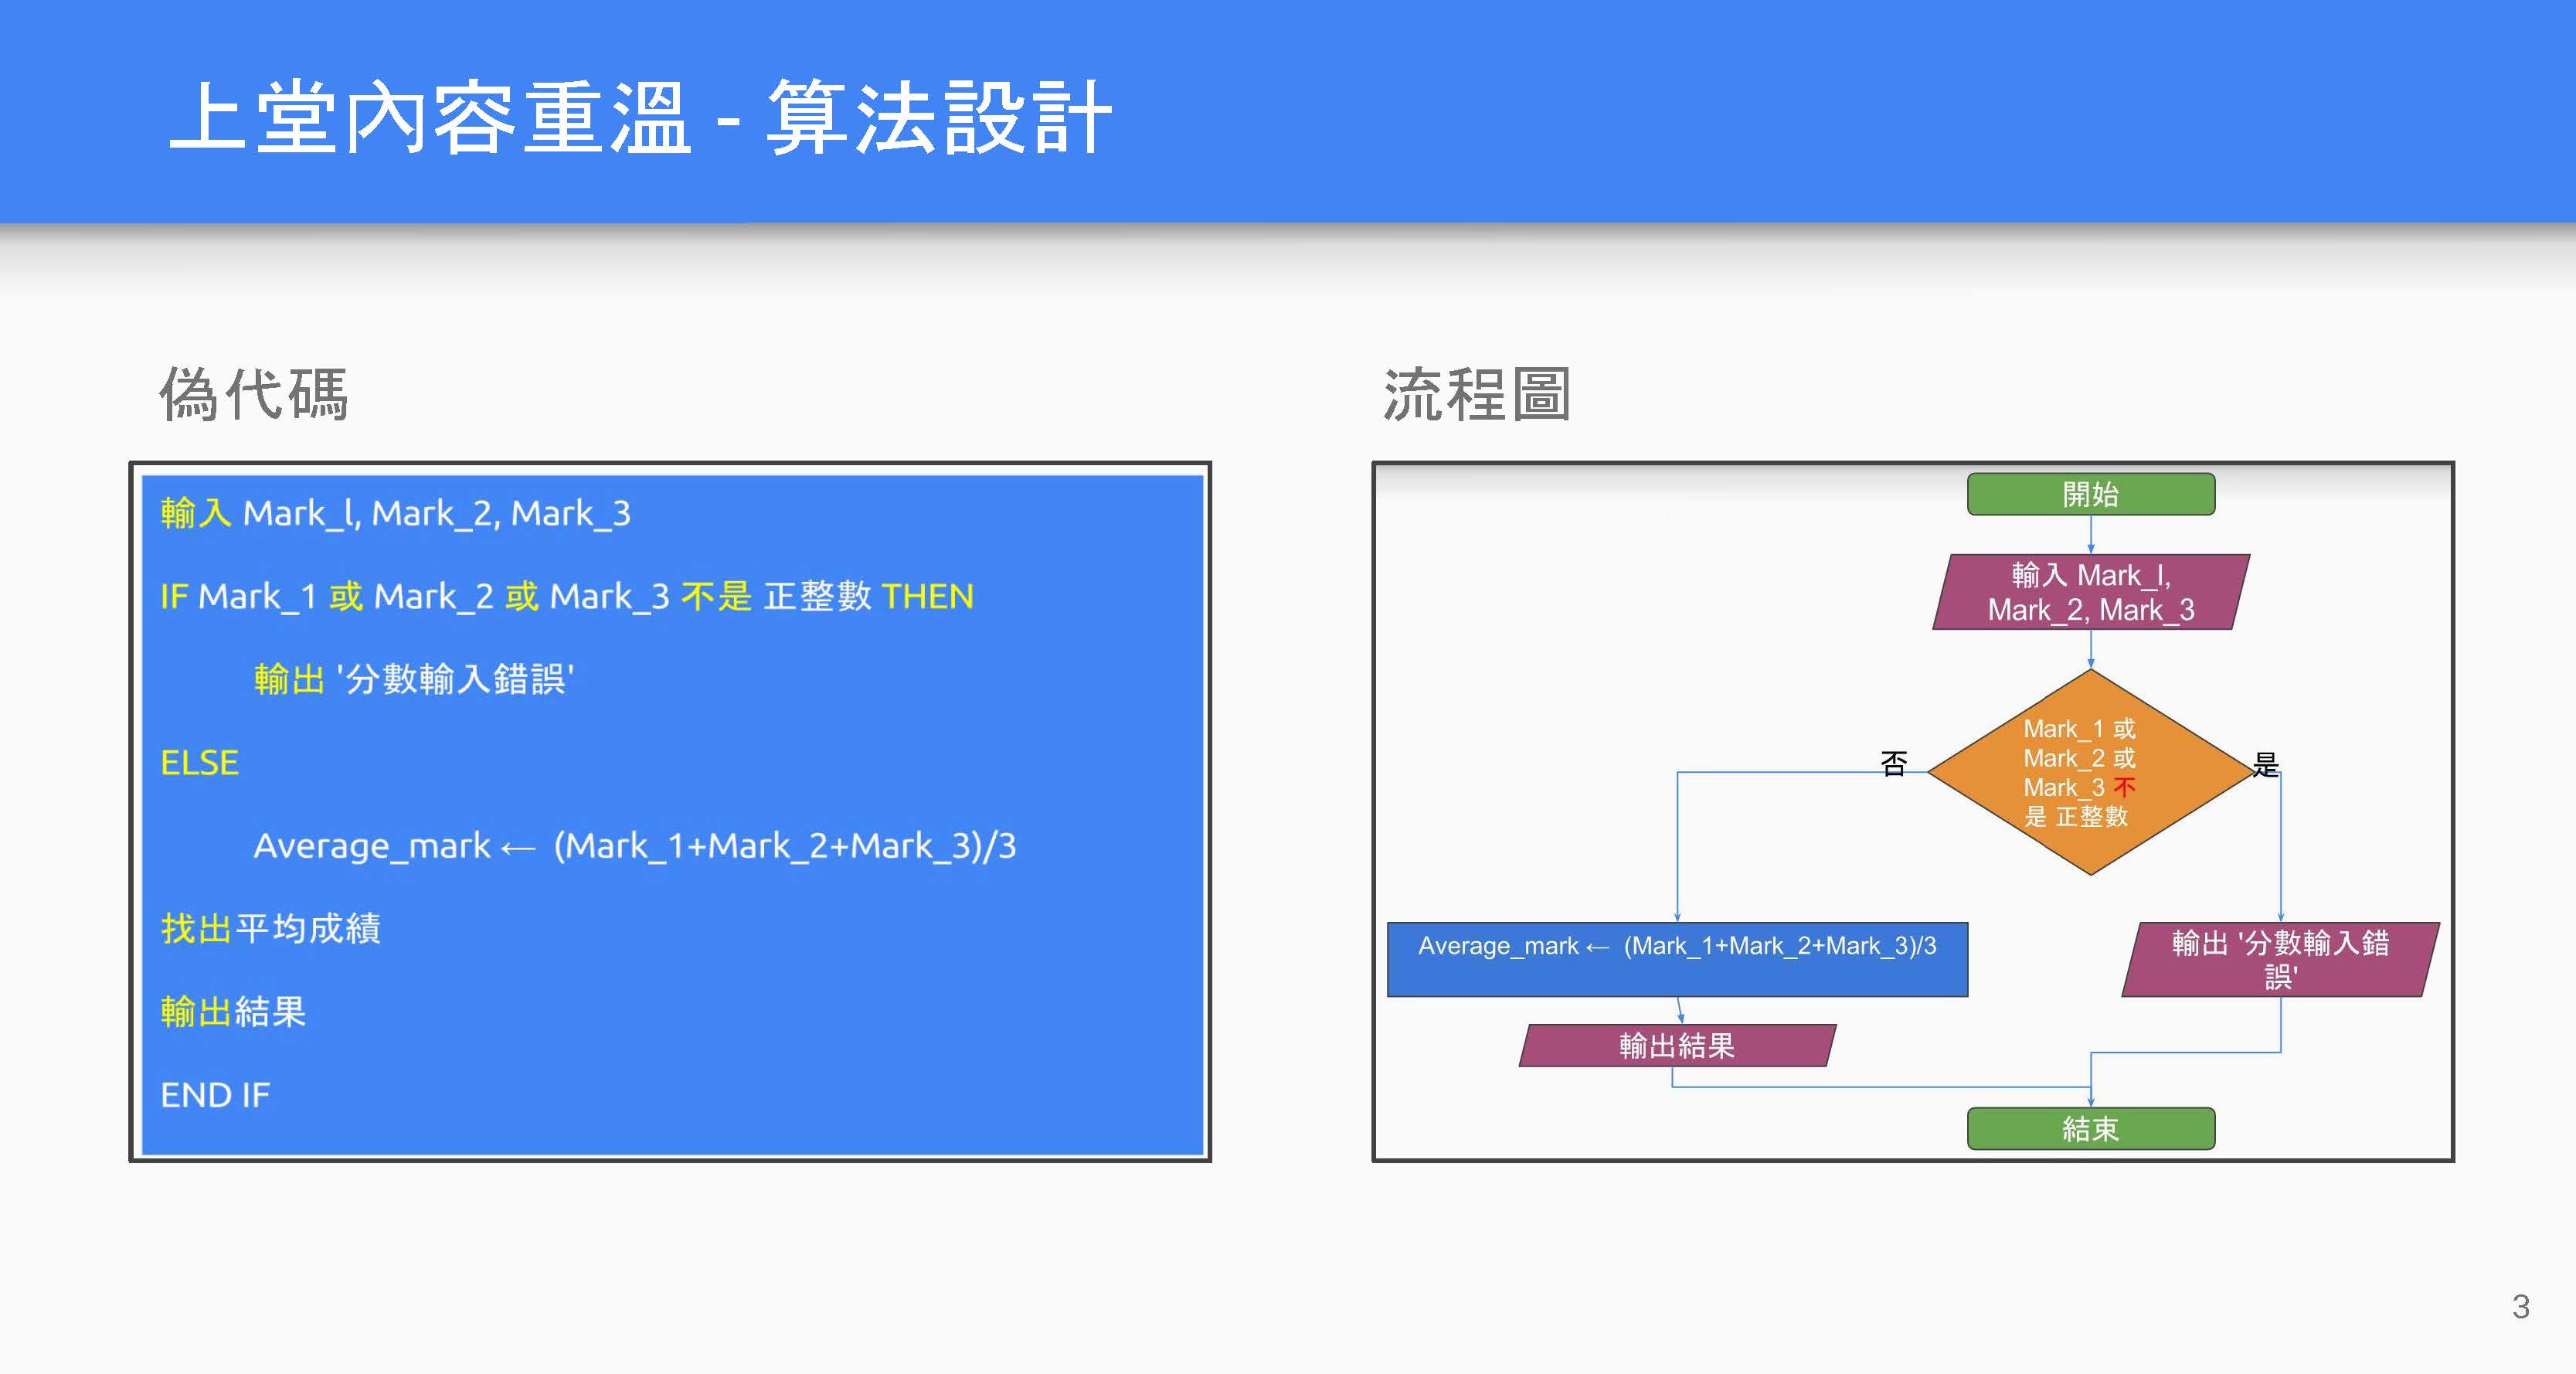 上堂內容重溫 - 算法設計
偽代碼
輸入 Mark_l, Mark_2, Mark_3
IF Mark_1 或 Mark_2 或 Mark_3 不是 正整數 THEN
輸出 '分數輸入錯誤'
ELSE
Average_mark ← (Mark_1+Mark_2+Mark_3)/3
找出平均成績
輸出結果
END IF
流程圖
開始
輸入 Mark_l,
Mark_2, Mark_3
Mark_1 或
Mark_2 或
Mark_3 不
是 正整數
否
是
Average_mark ← (Mark_1+Mark_2+Mark_3)/3
輸出 '分數輸入錯
誤'
輸出結果
結束
3